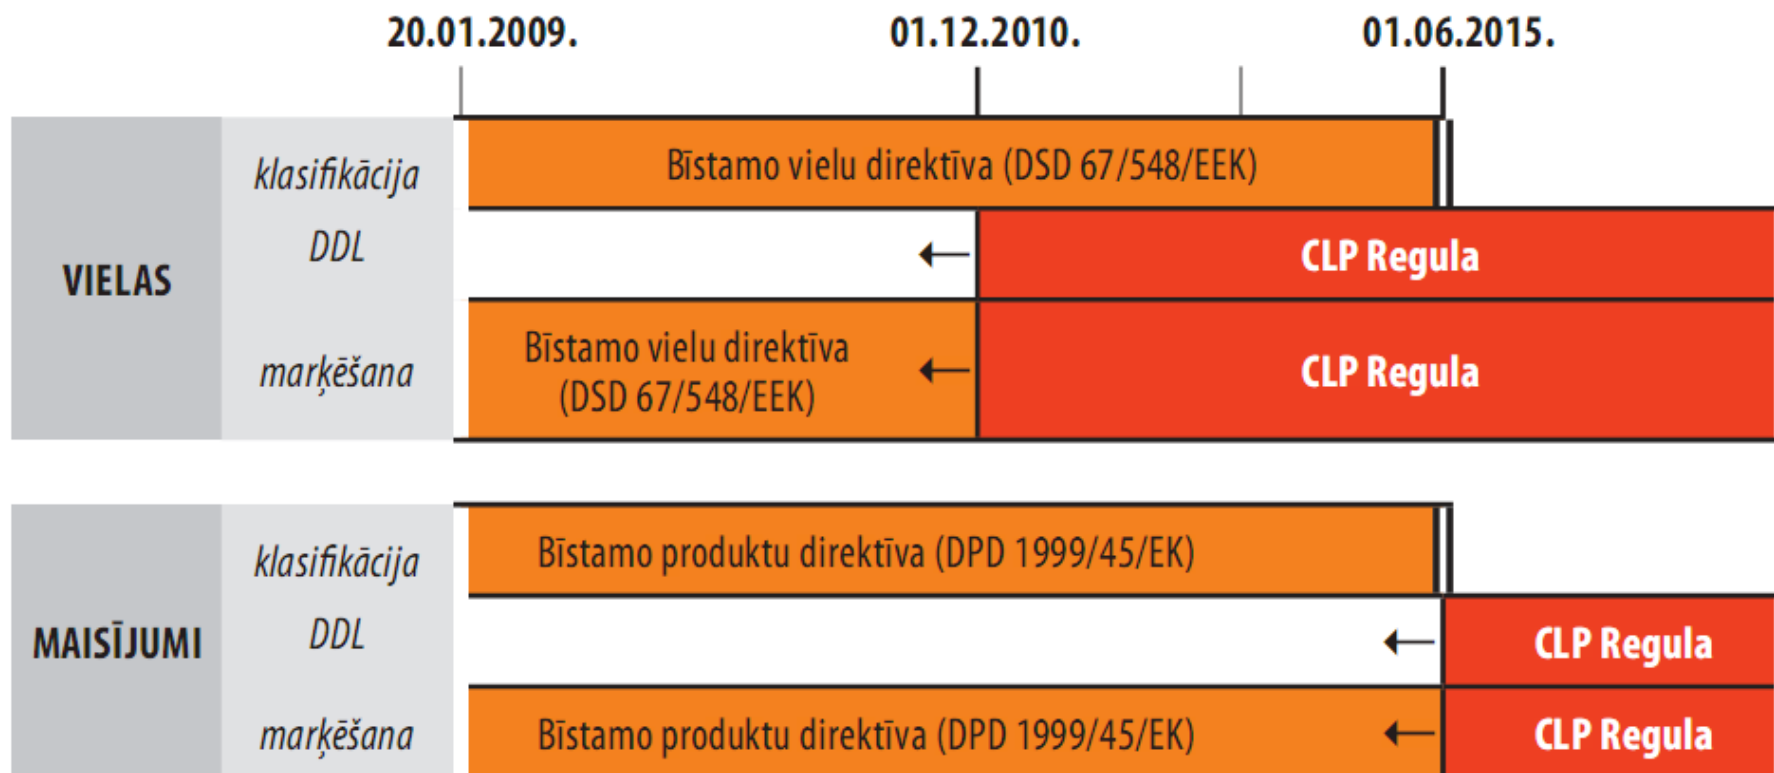 20.01.2009. 01.12.2010. 01.06.2015.
VIELAS
klasifikācija
DDL
marķēšana
Bīstamo vielu direktīva (DSD 67/548/EEK)
CLP Regula
Bīstamo vielu direktīva
(DSD 67/548/EEK)
CLP Regula
MAISĪJUMI
klasifikācija
DDL
marķēšana
Bīstamo produktu direktīva (DPD 1999/45/EK)
CLP Regula
Bīstamo produktu direktīva (DPD 1999/45/EK)
CLP Regula